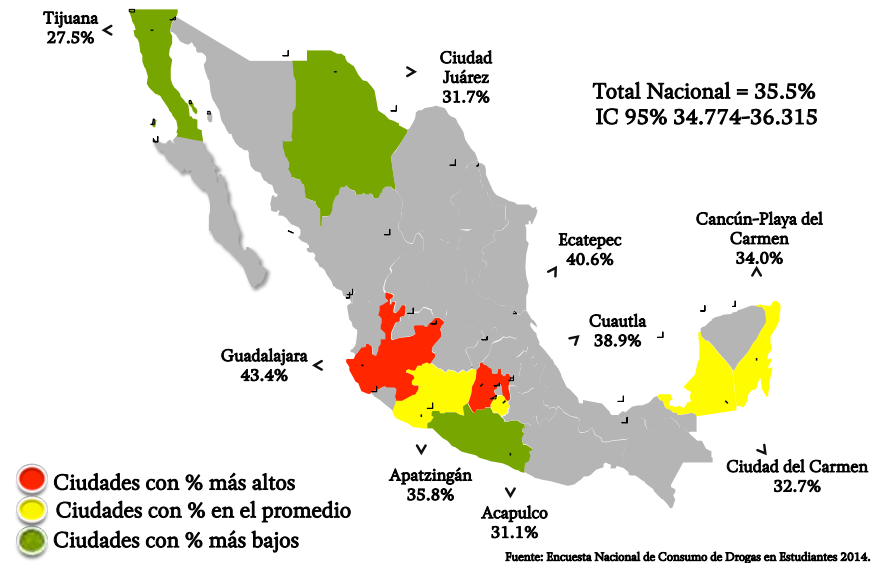 Tijuana
27.5%
Ciudad
Juárez
31.7%
Total Nacional = 35.5%
IC 95% 34.774-36.315
Cancún-Playa del
Carmen
34.0%
Ecatepec
40.6%
Cuautla
38.9%
Guadalajara
43.4%
Apatzingán
35.8%
Acapulco
31.1%
Ciudad del Carmen
32.7%
Ciudades con % más altos
Ciudades con % en el promedio
Ciudades con % más bajos
Fuente: Encuesta Nacional de Consumo de Drogas en Estudiantes 2014.